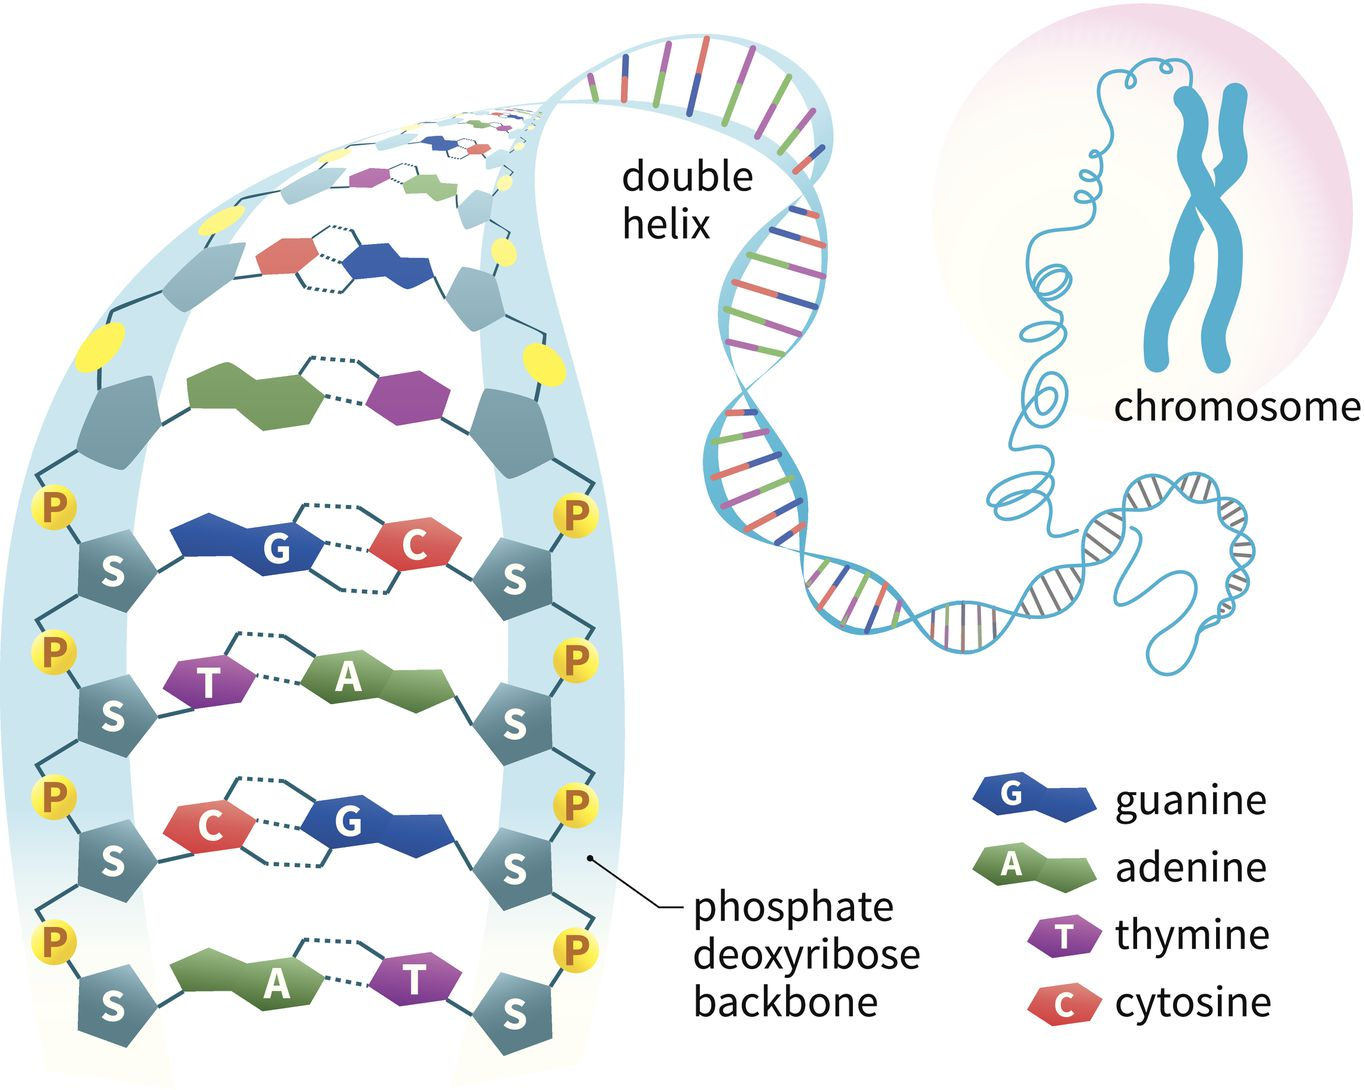 double
helix
chromosome
P
P
G
C
S
S
P
P
T
A
S
S
P
P
C
G
S
S
P
P
A
T
S
S
phosphate
deoxyribose
backbone
G guanine
A adenine
T thymine
C cytosine